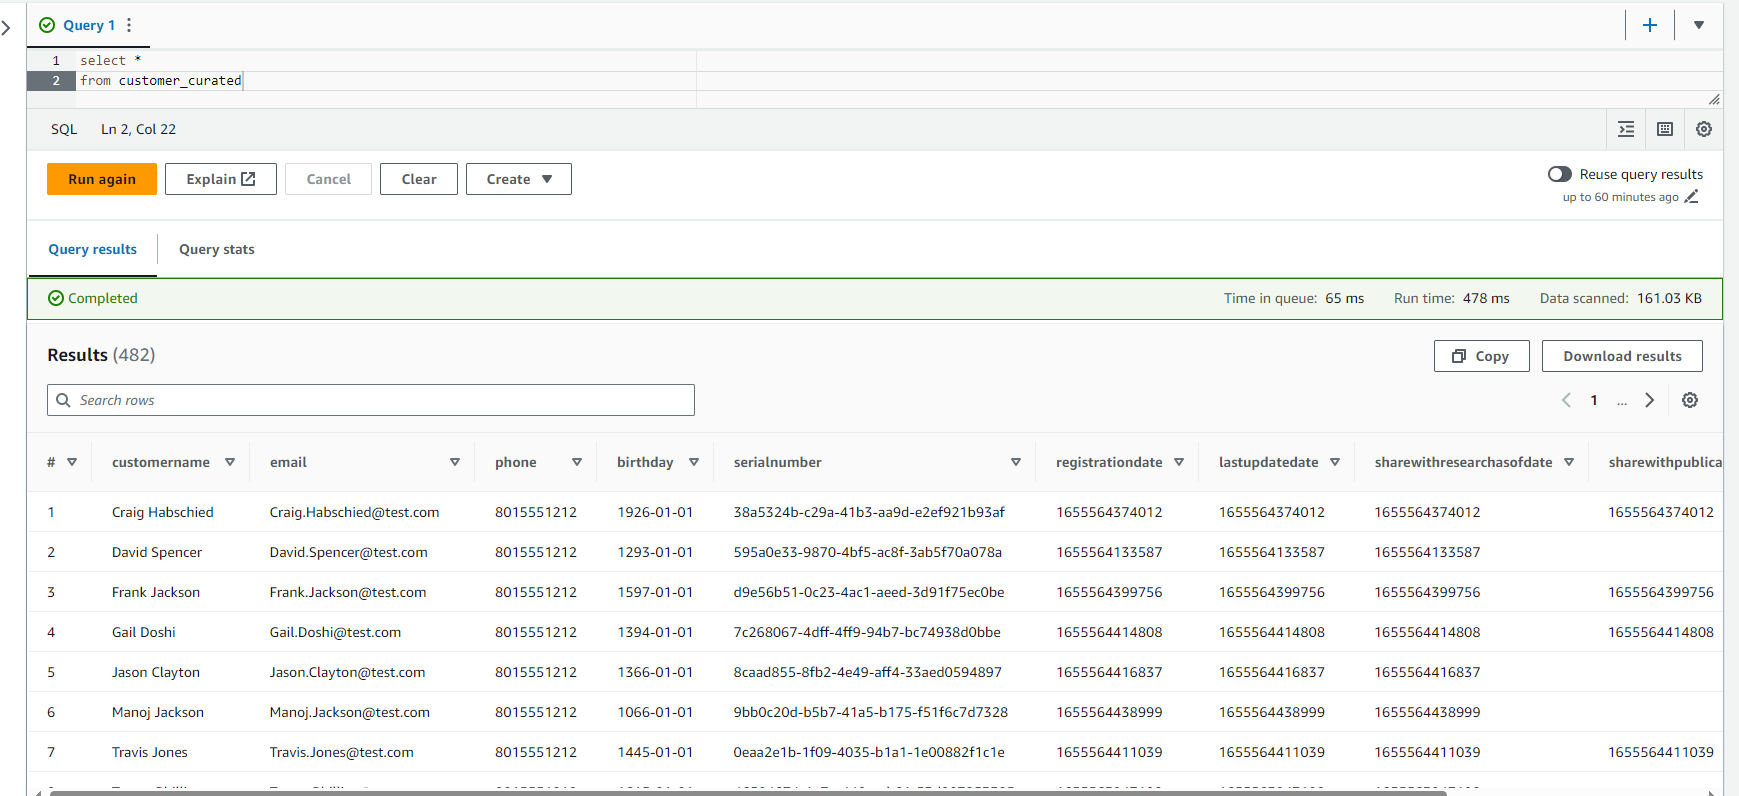 Query 1
1 select *
2 from customer_curated
SQL Ln 2, Col 22
Run again Explain Cancel Clear Create
Reuse query results
up to 60 minutes ago
Query results Query stats
Completed Time in queue: 65 ms Run time: 478 ms Data scanned: 161.03 KB
Results (482) Copy Download results
Search rows 1 ...
# customername email phone birthday serialnumber registrationdate lastupdatedate sharewithresearchasofdate sharewithpublica
1 Craig Habschied Craig.Habschied@test.com 8015551212 1926-01-01 38a5324b-c29a-41b3-aa9d-e2ef921b93af 1655564374012 1655564374012 1655564374012 1655564374012
2 David Spencer David.Spencer@test.com 8015551212 1293-01-01 595a0e33-9870-4bf5-ac8f-3ab5f70a078a 1655564133587 1655564133587 1655564133587
3 Frank Jackson Frank.Jackson@test.com 8015551212 1597-01-01 d9e56b51-0c23-4ac1-aeed-3d91f75ec0be 1655564399756 1655564399756 1655564399756 1655564399756
4 Gail Doshi Gail.Doshi@test.com 8015551212 1394-01-01 7c268067-4dff-4ff9-94b7-bc74938d0bbe 1655564414808 1655564414808 1655564414808 1655564414808
5 Jason Clayton Jason.Clayton@test.com 8015551212 1366-01-01 8caad855-8fb2-4e49-aff4-33aed0594897 1655564416837 1655564416837 1655564416837
6 Manoj Jackson Manoj.Jackson@test.com 8015551212 1066-01-01 9bb0c20d-b5b7-41a5-b175-f51f6c7d7328 1655564438999 1655564438999 1655564438999
7 Travis Jones Travis.Jones@test.com 8015551212 1445-01-01 0eaa2e1b-1f09-4035-b1a1-1e00882f1c1e 1655564411039 1655564411039 1655564411039 1655564411039